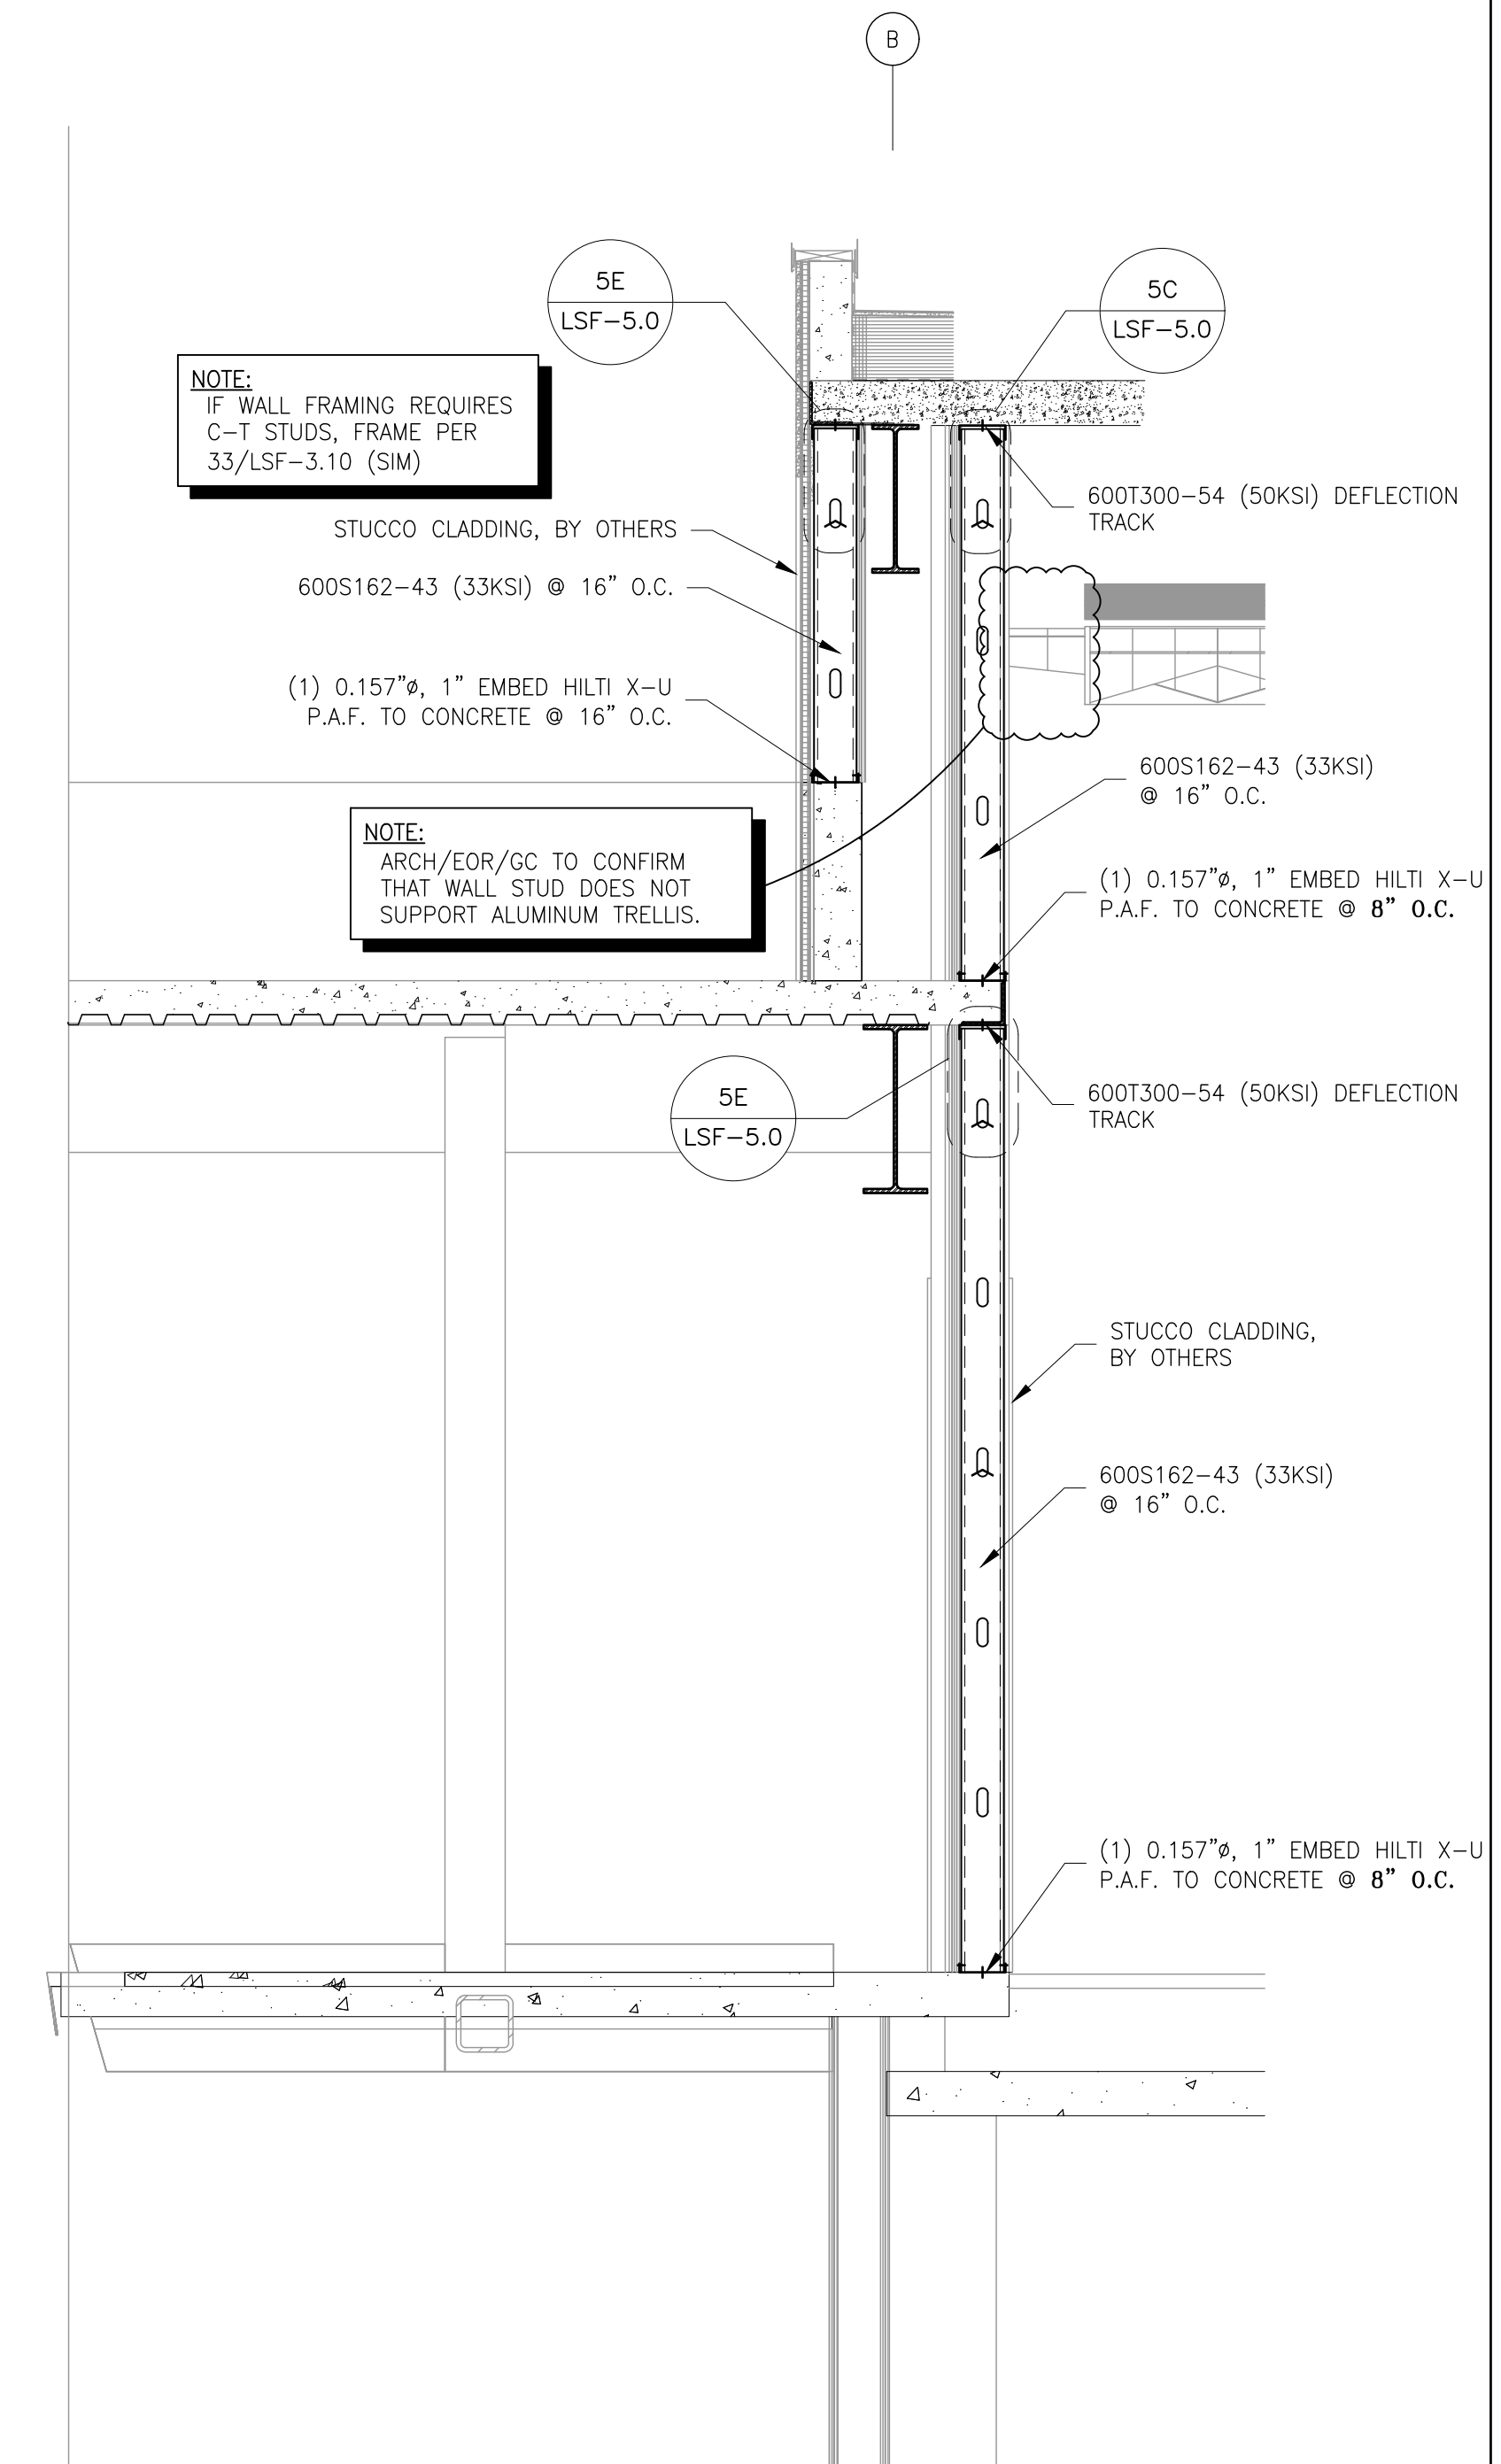 B
5E
LSF-5.0
5C
LSF-5.0
NOTE:
IF WALL FRAMING REQUIRES
C-T STUDS, FRAME PER
33/LSF-3.10 (SIM)
600T300-54 (50KSI) DEFLECTION
TRACK
STUCCO CLADDING, BY OTHERS
600S162-43 (33KSI) @ 16" O.C.
(1) 0.157"ø, 1" EMBED HILTI X-U
P.A.F. TO CONCRETE @ 16" O.C.
600S162-43 (33KSI)
@ 16" O.C.
NOTE:
ARCH/EOR/GC TO CONFIRM
THAT WALL STUD DOES NOT
SUPPORT ALUMINUM TRELLIS.
(1) 0.157"ø, 1" EMBED HILTI X-U
P.A.F. TO CONCRETE @ 8" O.C.
5E
LSF-5.0
600T300-54 (50KSI) DEFLECTION
TRACK
STUCCO CLADDING,
BY OTHERS
600S162-43 (33KSI)
@ 16" O.C.
(1) 0.157"ø, 1" EMBED HILTI X-U
P.A.F. TO CONCRETE @ 8" O.C.